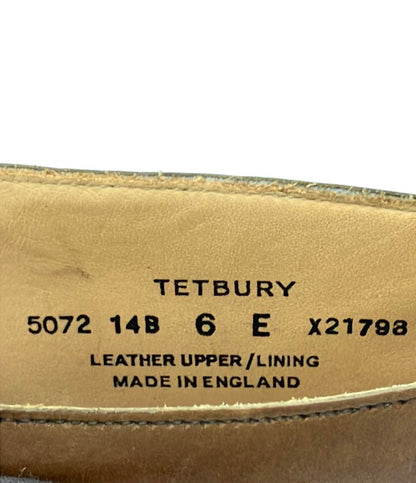 TETBURY
5072 14B 6 E X21798
LEATHER UPPER/LINING
MADE IN ENGLAND